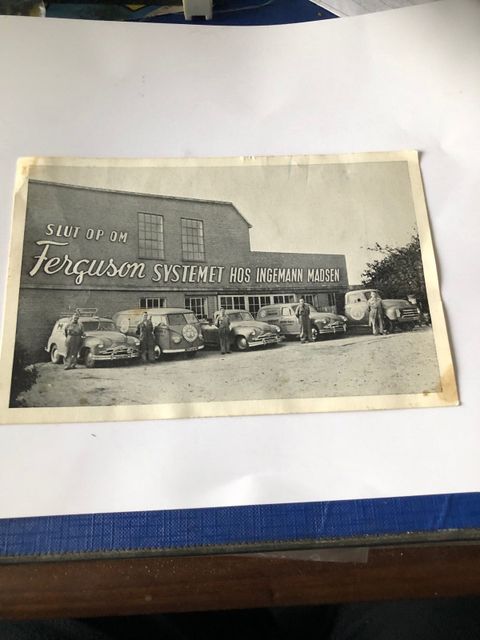 SLUT OP OM
Ferguson SYSTEMET HOS INGEMANN MADSEN